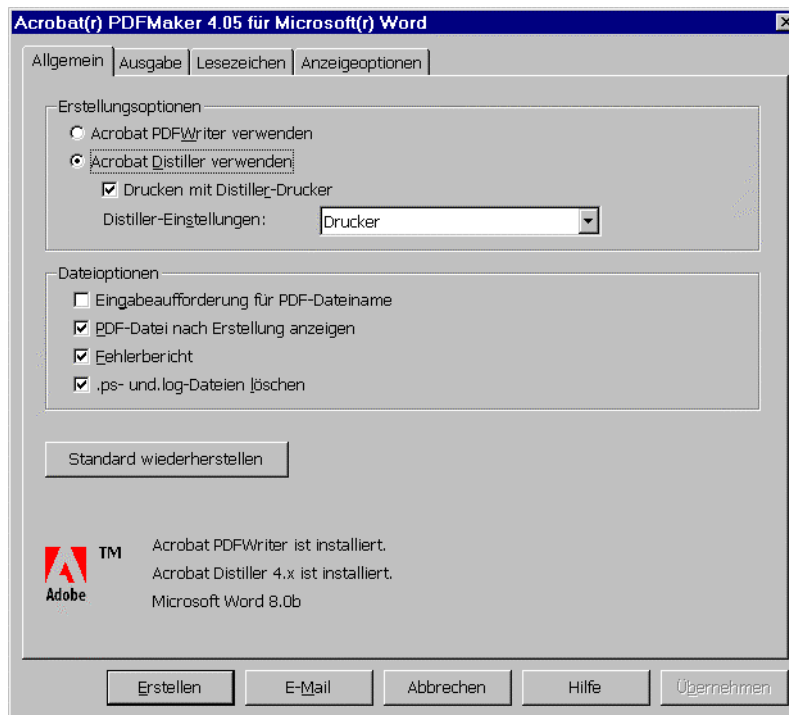 Acrobat(r) PDFMaker 4.05 für Microsoft(r) Word
Allgemein Ausgabe Lesezeichen Anzeigeoptionen
Erstellungsoptionen
Acrobat PDFWriter verwenden
Acrobat Distiller verwenden
Drucken mit Distiller-Drucker
Distiller-Einstellungen: Drucker
Dateioptionen
Eingabeaufforderung für PDF-Dateiname
PDF-Datei nach Erstellung anzeigen
Fehlerbericht
.ps- und.log-Dateien löschen
Standard wiederherstellen
TM
Adobe
Acrobat PDFWriter ist installiert.
Acrobat Distiller 4.x ist installiert.
Microsoft Word 8.0b
Erstellen E-Mail Abbrechen Hilfe Übernehmen